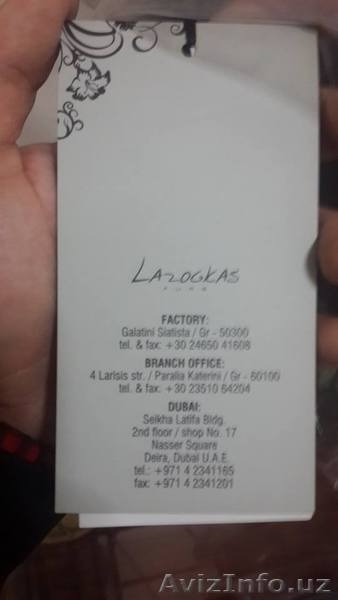 LAZOGKAS
FURS
FACTORY:
Galatini Siatista / Gr - 50300
tel. & fax: +30 24650 41608
BRANCH OFFICE:
4 Larisis str. / Paralia Katerini / Gr - 60100
tel. & fax: +30 23510 64204
DUBAI:
Seikha Latifa Bldg.
2nd floor / shop No. 17
Nasser Square
Deira, Dubai U.A.E.
tel.: +971 4 2341165
fax: +971 4 2341201
AvizInfo.uz